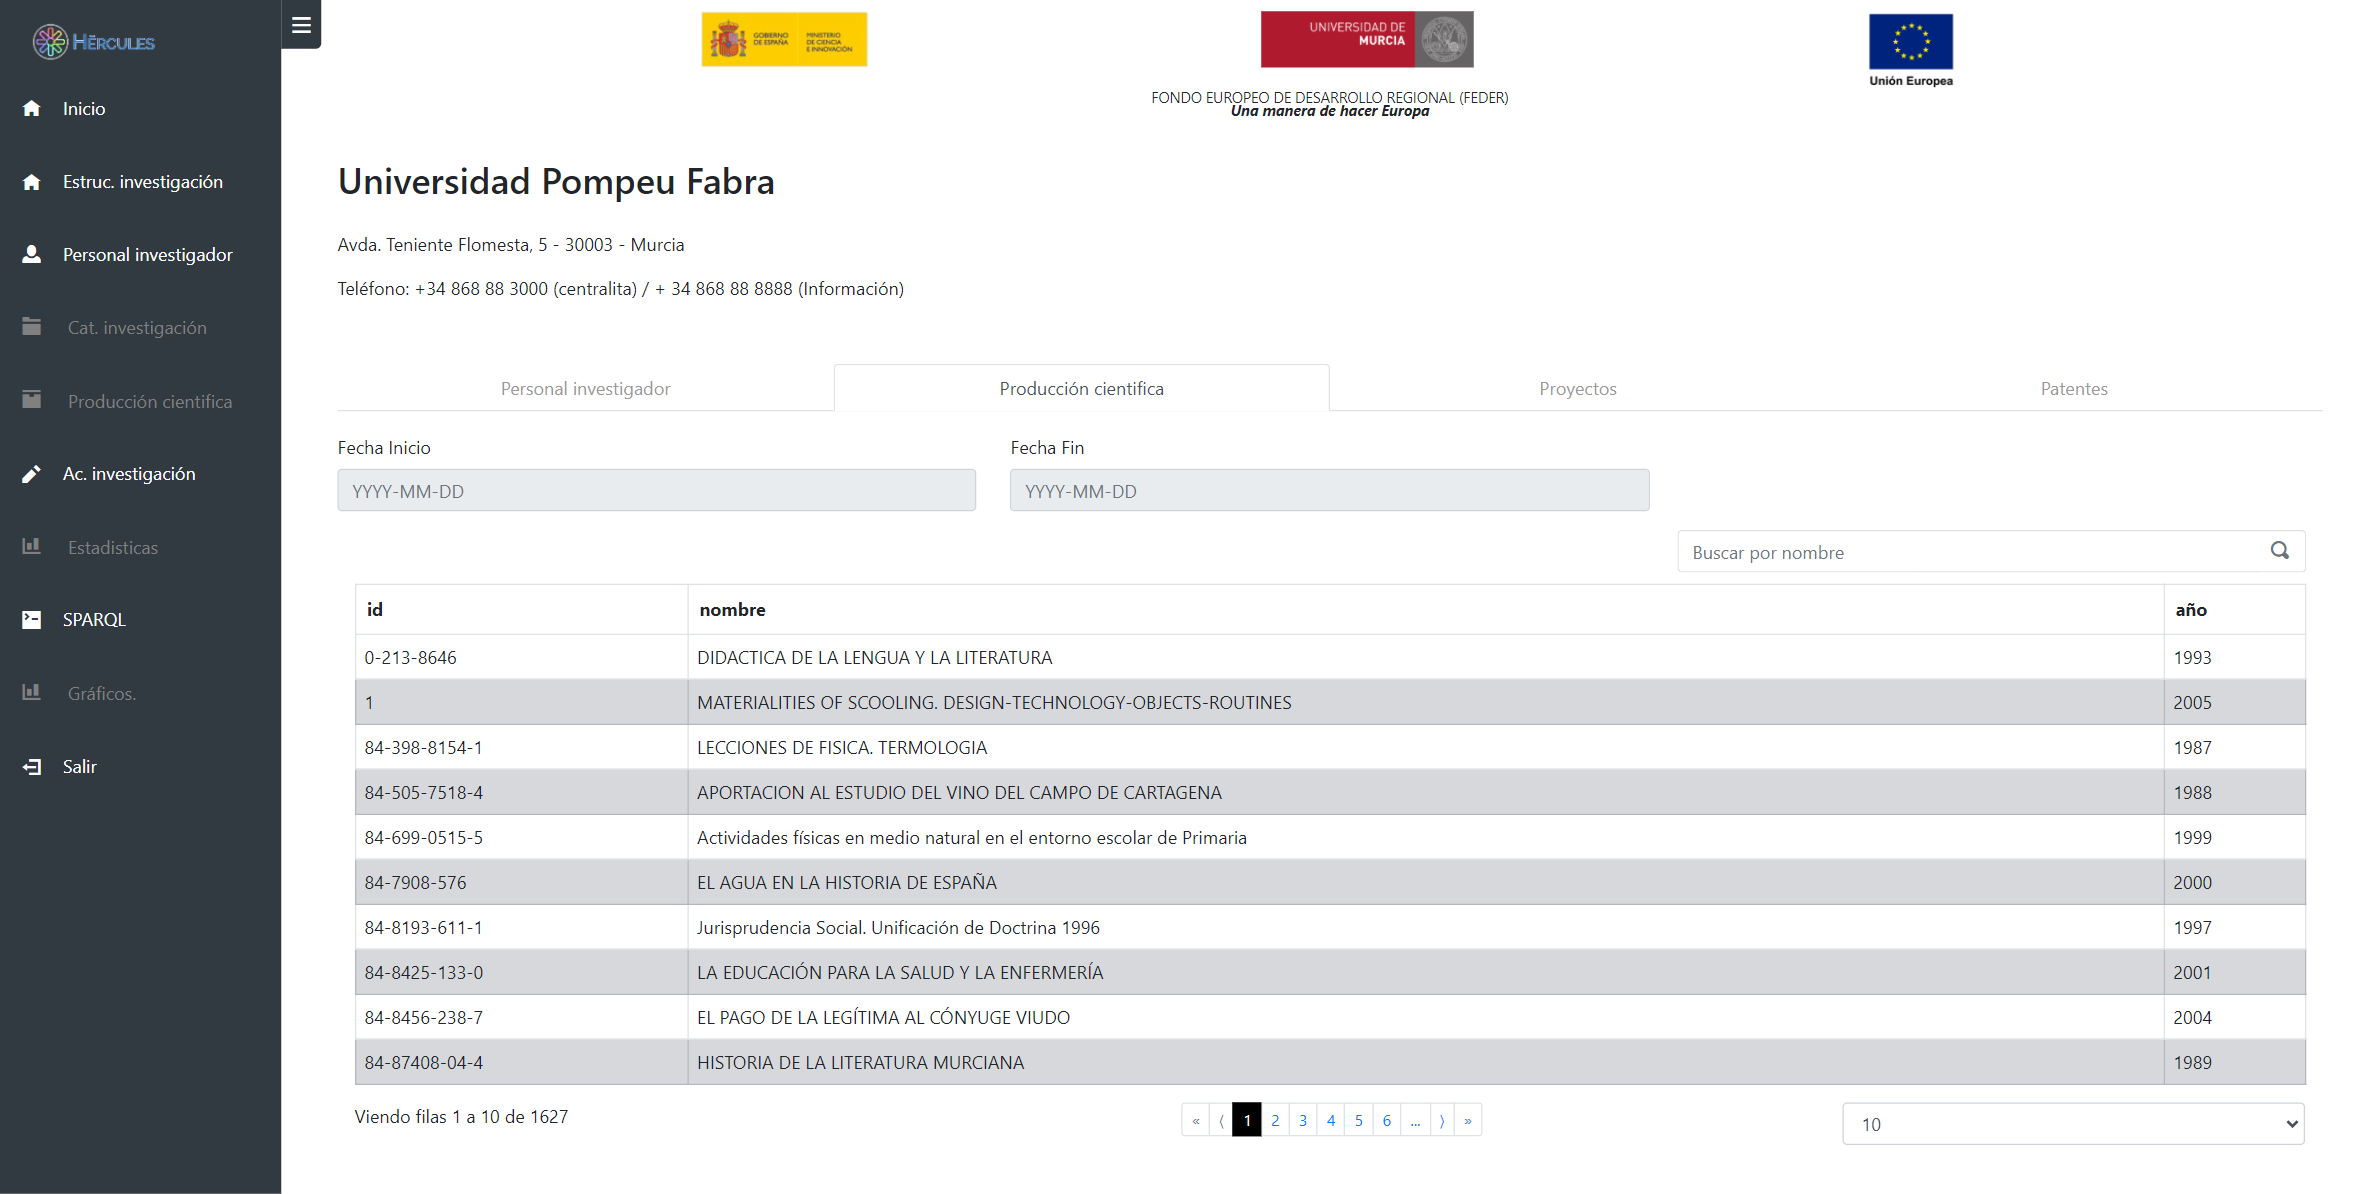 HĒRCULES
Inicio
Estruc. investigación
Personal investigador
Cat. investigación
Producción cientifica
Ac. investigación
Estadisticas
SPARQL
Gráficos.
Salir
GOBIERNO DE ESPAÑA
MINISTERIO DE CIENCIA E INNOVACIÓN
UNIVERSIDAD DE
MURCIA
Unión Europea
FONDO EUROPEO DE DESARROLLO REGIONAL (FEDER)
Una manera de hacer Europa
Universidad Pompeu Fabra
Avda. Teniente Flomesta, 5 - 30003 - Murcia
Teléfono: +34 868 88 3000 (centralita) / + 34 868 88 8888 (Información)
Personal investigador Producción cientifica Proyectos Patentes
Fecha Inicio Fecha Fin
YYYY-MM-DD YYYY-MM-DD
Buscar por nombre
id nombre año
0-213-8646 DIDACTICA DE LA LENGUA Y LA LITERATURA 1993
1 MATERIALITIES OF SCOOLING. DESIGN-TECHNOLOGY-OBJECTS-ROUTINES 2005
84-398-8154-1 LECCIONES DE FISICA. TERMOLOGIA 1987
84-505-7518-4 APORTACION AL ESTUDIO DEL VINO DEL CAMPO DE CARTAGENA 1988
84-699-0515-5 Actividades físicas en medio natural en el entorno escolar de Primaria 1999
84-7908-576 EL AGUA EN LA HISTORIA DE ESPAÑA 2000
84-8193-611-1 Jurisprudencia Social. Unificación de Doctrina 1996 1997
84-8425-133-0 LA EDUCACIÓN PARA LA SALUD Y LA ENFERMERÍA 2001
84-8456-238-7 EL PAGO DE LA LEGÍTIMA AL CÓNYUGE VIUDO 2004
84-87408-04-4 HISTORIA DE LA LITERATURA MURCIANA 1989
Viendo filas 1 a 10 de 1627 « ⟨ 1 2 3 4 5 6 ... ⟩ » 10